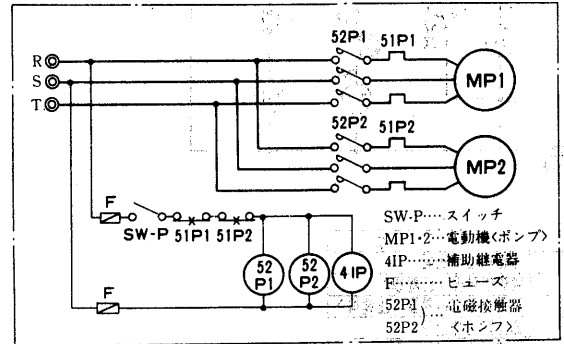 52P1 51P1
R
S
T
MP1
52P2 51P2
MP2
F
SW-P 51P1 51P2
52 P1
52 P2
4IP
F
SW-P····スイッチ
MP1·2····電動機〈ポンプ〉
4IP········補助継電器
F········ヒューズ
52P1
52P2
)····電磁接触器
〈ポンプ〉